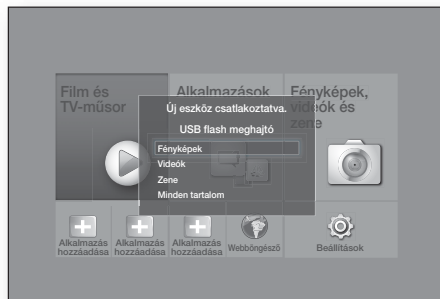 Film és
TV-műsor
Alkalmazások
Fényképek,
videók és
zene
Új eszköz csatlakoztatva.
USB flash meghajtó
Fényképek
Videók
Zene
Minden tartalom
Alkalmazás
hozzáadása
Alkalmazás
hozzáadása
Alkalmazás
hozzáadása
Webböngésző
Beállítások